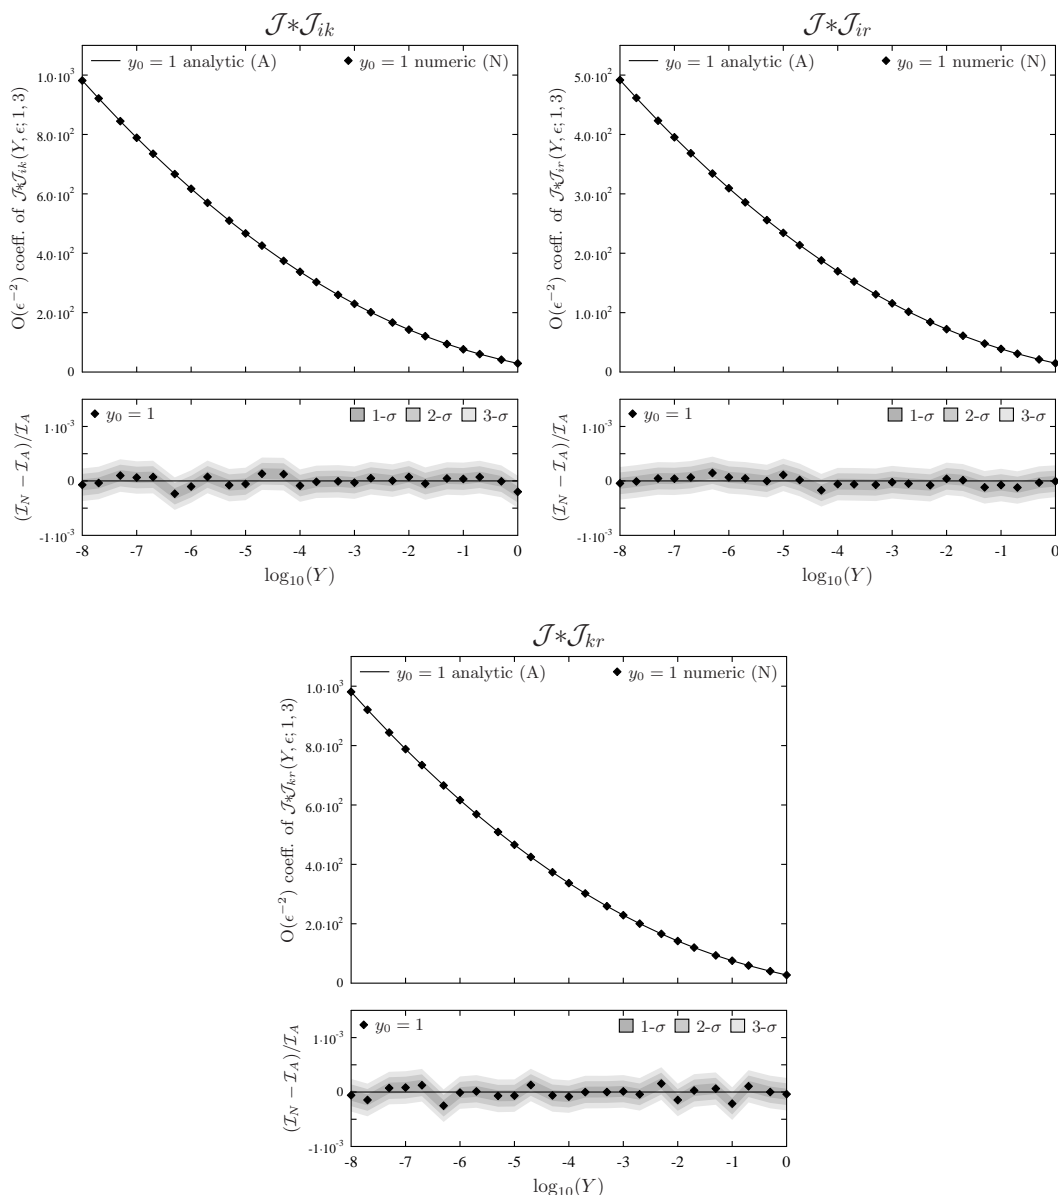 𝒥∗𝒥ik
y0 = 1 analytic (A)
y0 = 1 numeric (N)
O(ϵ−2) coeff. of 𝒥∗𝒥ik(Y, ϵ; 1, 3)
1.0·10³
8.0·10²
6.0·10²
4.0·10²
2.0·10²
0
y0 = 1
1-σ
2-σ
3-σ
(ℐN − ℐA)/ℐA
1·10-3
0
-1·10-3
-8 -7 -6 -5 -4 -3 -2 -1 0
log10(Y)
𝒥∗𝒥ir
y0 = 1 analytic (A)
y0 = 1 numeric (N)
O(ϵ−2) coeff. of 𝒥∗𝒥ir(Y, ϵ; 1, 3)
5.0·10²
4.0·10²
3.0·10²
2.0·10²
1.0·10²
0
y0 = 1
1-σ
2-σ
3-σ
(ℐN − ℐA)/ℐA
1·10-3
0
-1·10-3
-8 -7 -6 -5 -4 -3 -2 -1 0
log10(Y)
𝒥∗𝒥kr
y0 = 1 analytic (A)
y0 = 1 numeric (N)
O(ϵ−2) coeff. of 𝒥∗𝒥kr(Y, ϵ; 1, 3)
1.0·10³
8.0·10²
6.0·10²
4.0·10²
2.0·10²
0
y0 = 1
1-σ
2-σ
3-σ
(ℐN − ℐA)/ℐA
1·10-3
0
-1·10-3
-8 -7 -6 -5 -4 -3 -2 -1 0
log10(Y)